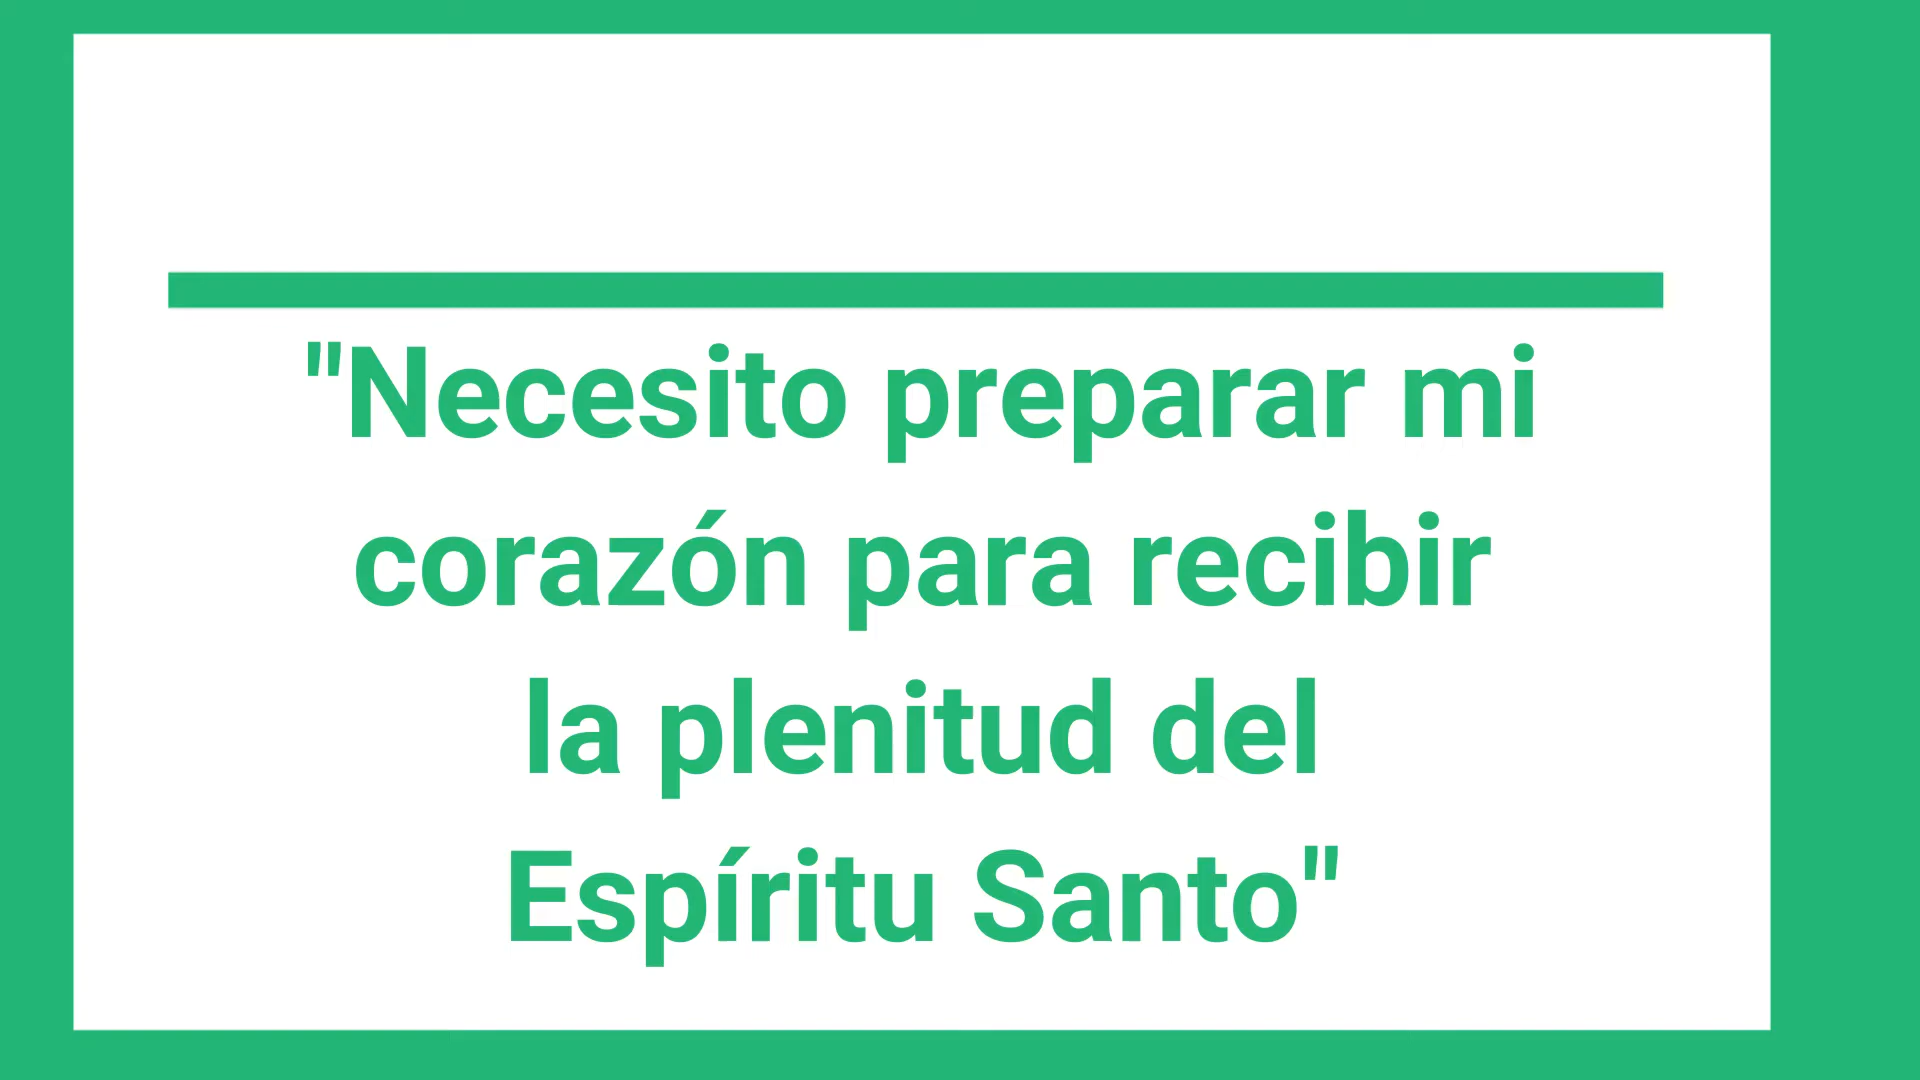 "Necesito preparar mi
corazón para recibir
la plenitud del
Espíritu Santo"